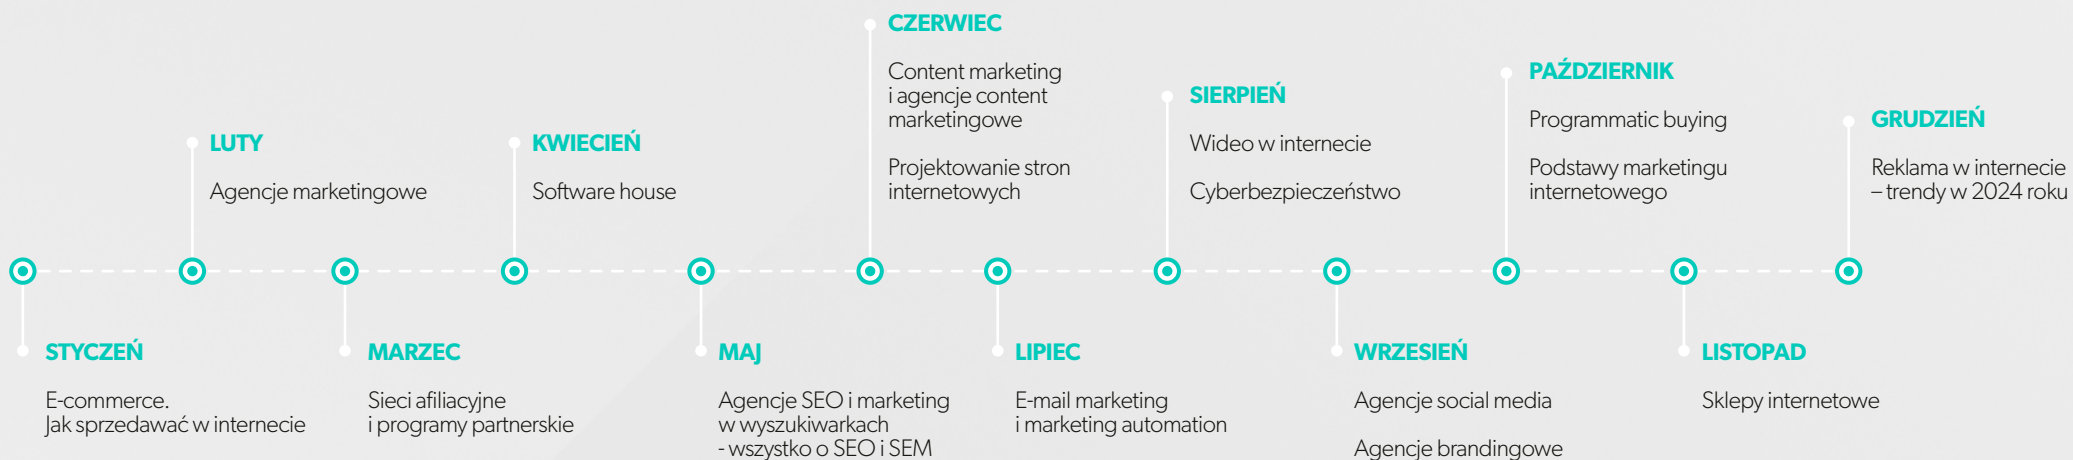 STYCZEŃ
E-commerce.
Jak sprzedawać w internecie
LUTY
Agencje marketingowe
MARZEC
Sieci afiliacyjne
i programy partnerskie
KWIECIEŃ
Software house
MAJ
Agencje SEO i marketing
w wyszukiwarkach
- wszystko o SEO i SEM
CZERWIEC
Content marketing
i agencje content
marketingowe
Projektowanie stron
internetowych
LIPIEC
E-mail marketing
i marketing automation
SIERPIEŃ
Wideo w internecie
Cyberbezpieczeństwo
WRZESIEŃ
Agencje social media
Agencje brandingowe
PAŹDZIERNIK
Programmatic buying
Podstawy marketingu
internetowego
LISTOPAD
Sklepy internetowe
GRUDZIEŃ
Reklama w internecie
– trendy w 2024 roku